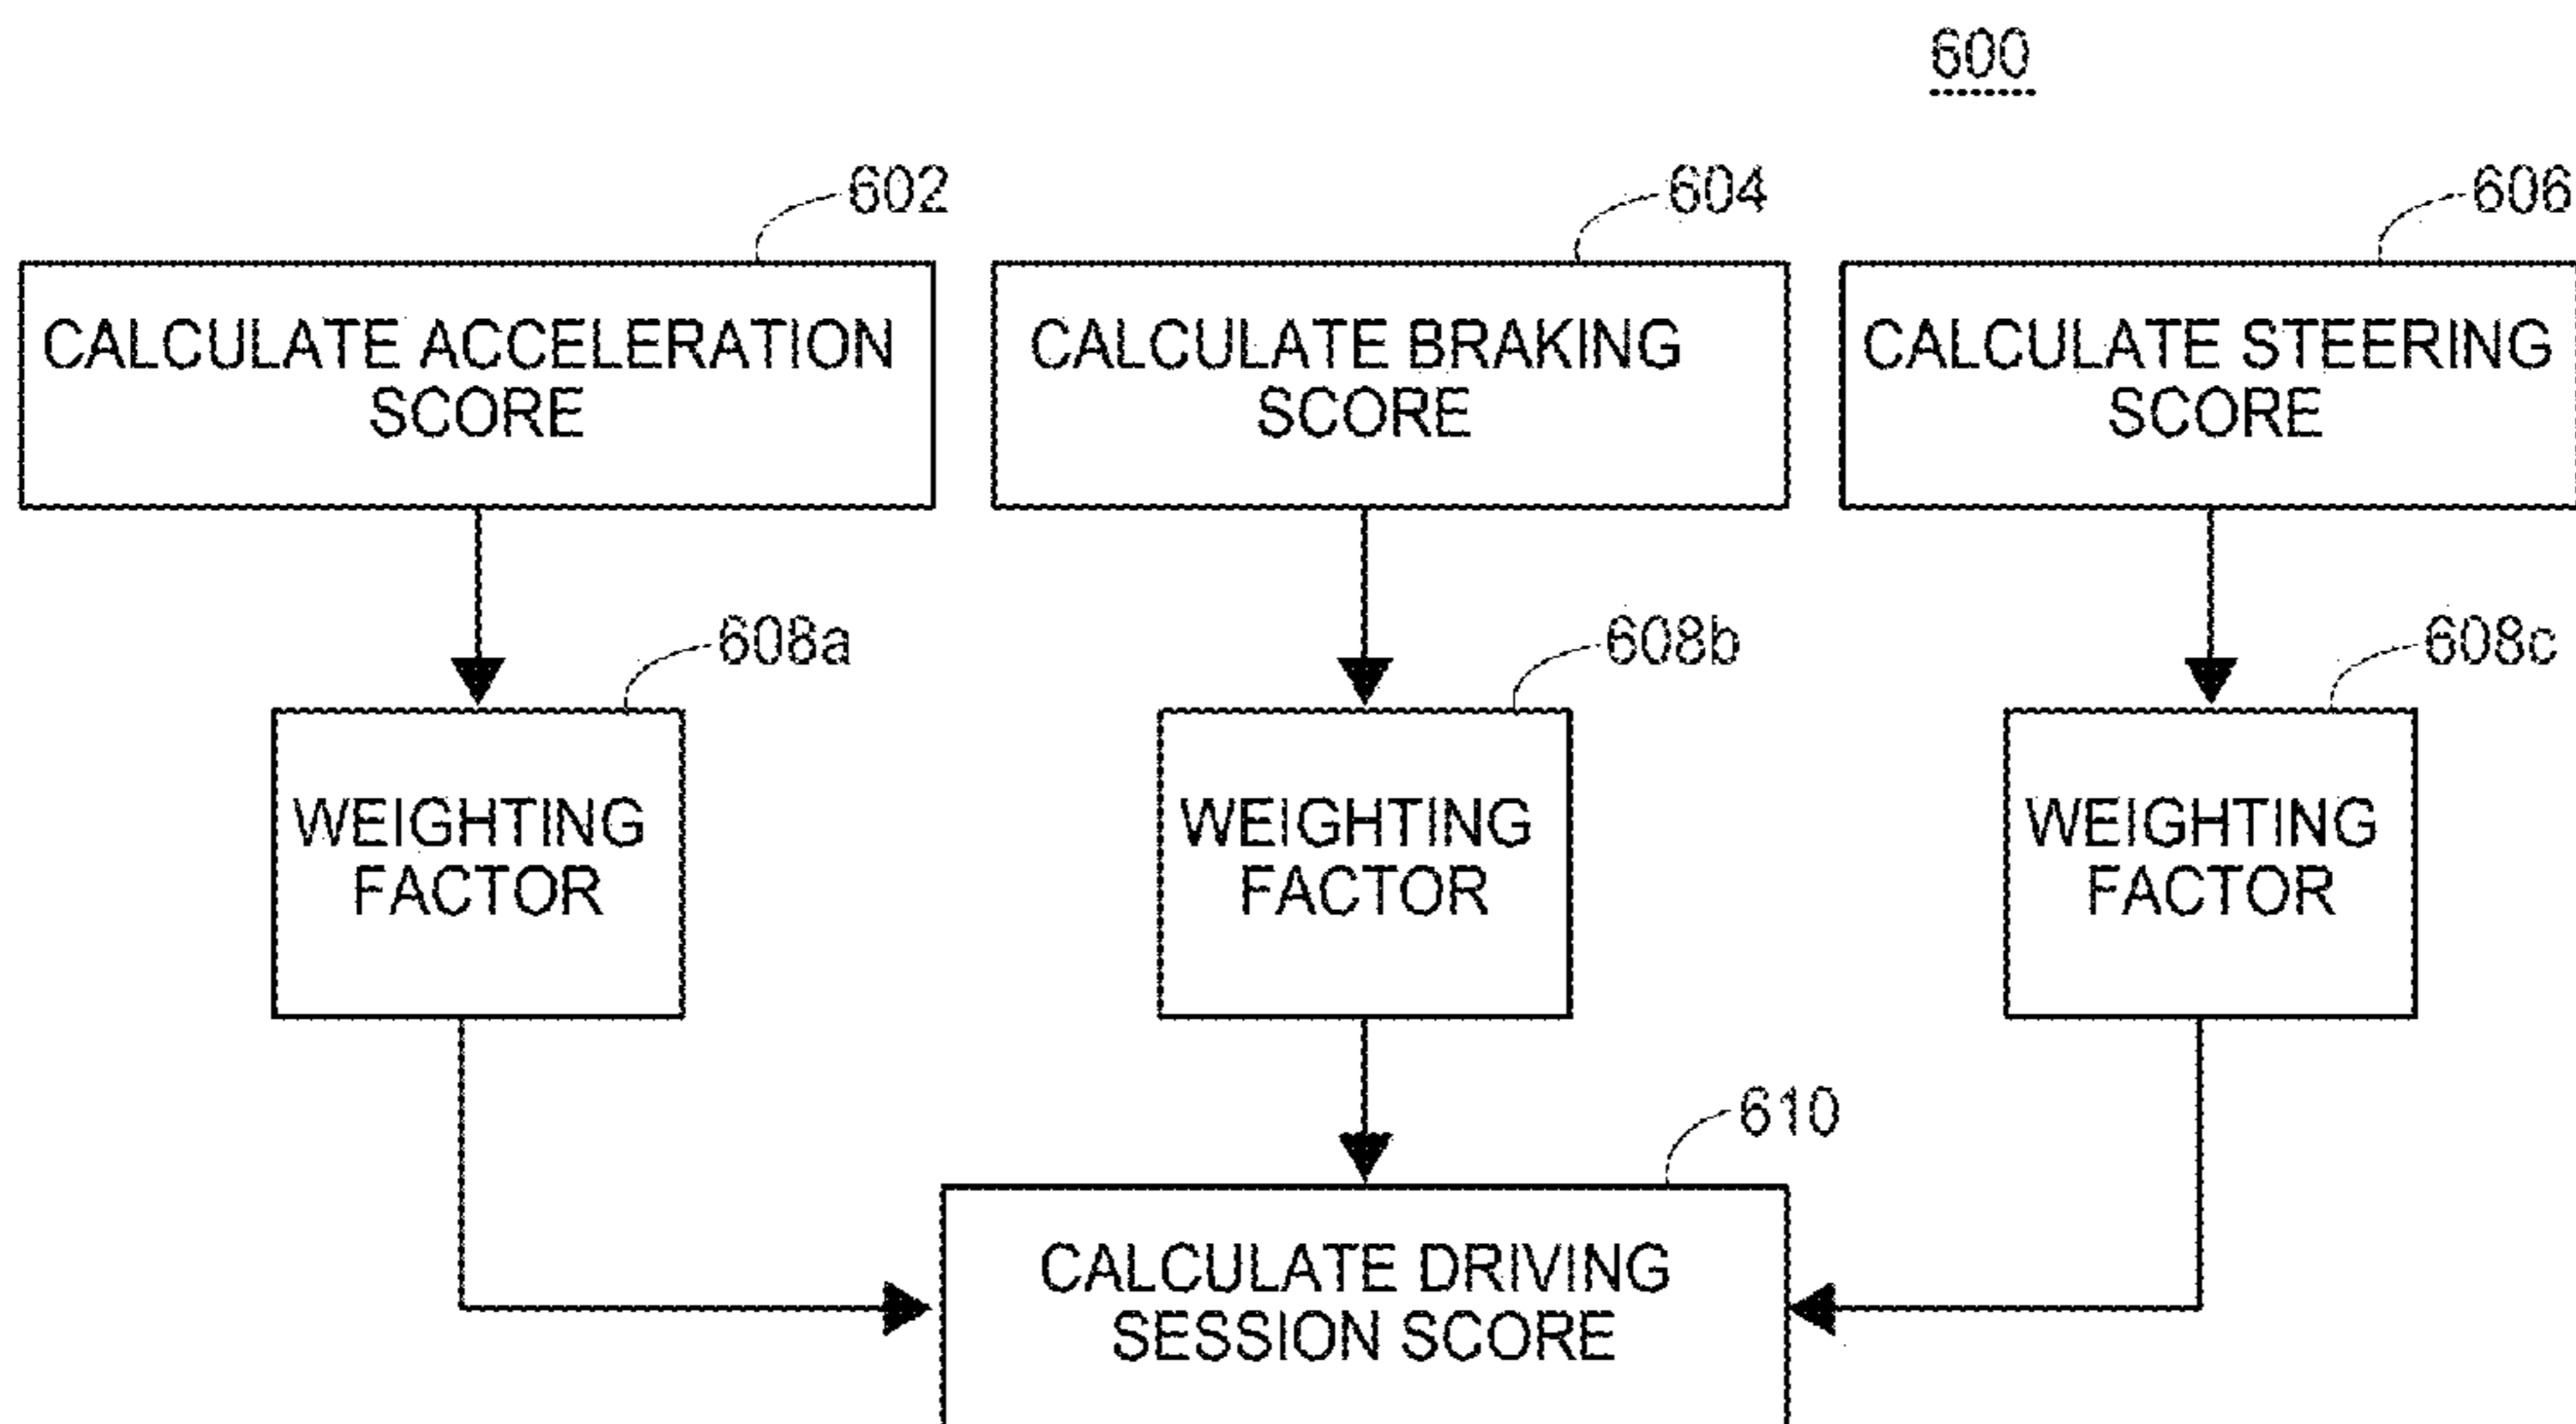 600
602
604
606
CALCULATE ACCELERATION
SCORE
CALCULATE BRAKING
SCORE
CALCULATE STEERING
SCORE
608a
608b
608c
WEIGHTING
FACTOR
WEIGHTING
FACTOR
WEIGHTING
FACTOR
610
CALCULATE DRIVING
SESSION SCORE